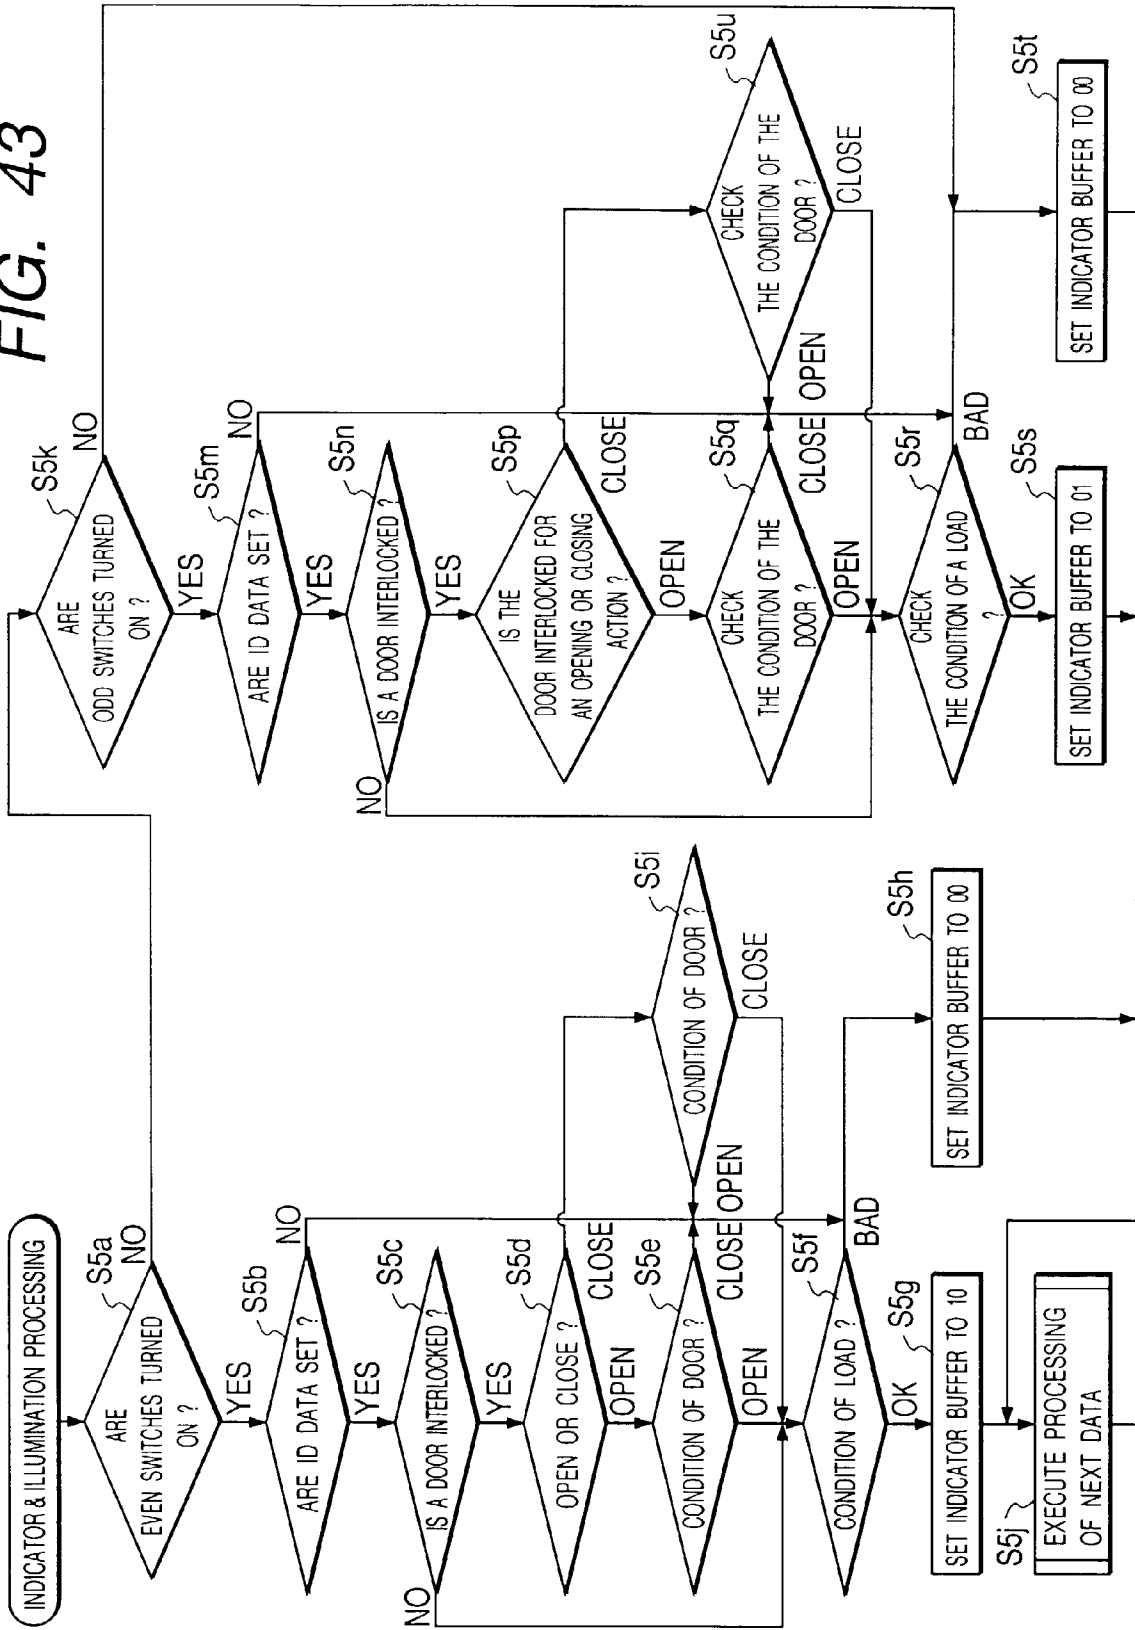 FIG. 43
INDICATOR & ILLUMINATION PROCESSING
S5a
ARE
EVEN SWITCHES TURNED
ON ?
NO
YES
S5b
ARE ID DATA SET ?
NO
YES
S5c
IS A DOOR INTERLOCKED ?
NO
YES
S5d
OPEN OR CLOSE ?
CLOSE
OPEN
S5e
CONDITION OF DOOR ?
CLOSE
OPEN
S5i
CONDITION OF DOOR ?
OPEN
CLOSE
S5f
CONDITION OF LOAD ?
BAD
OK
S5g
SET INDICATOR BUFFER TO 10
S5h
SET INDICATOR BUFFER TO 00
S5j
EXECUTE PROCESSING
OF NEXT DATA
S5k
ARE
ODD SWITCHES TURNED
ON ?
NO
YES
S5m
ARE ID DATA SET ?
NO
YES
S5n
IS A DOOR INTERLOCKED ?
NO
YES
S5p
IS THE
DOOR INTERLOCKED FOR
AN OPENING OR CLOSING
ACTION ?
CLOSE
OPEN
S5q
CHECK
THE CONDITION OF THE
DOOR ?
CLOSE
OPEN
S5u
CHECK
THE CONDITION OF THE
DOOR ?
OPEN
CLOSE
S5r
CHECK
THE CONDITION OF A LOAD
?
BAD
OK
S5s
SET INDICATOR BUFFER TO 01
S5t
SET INDICATOR BUFFER TO 00